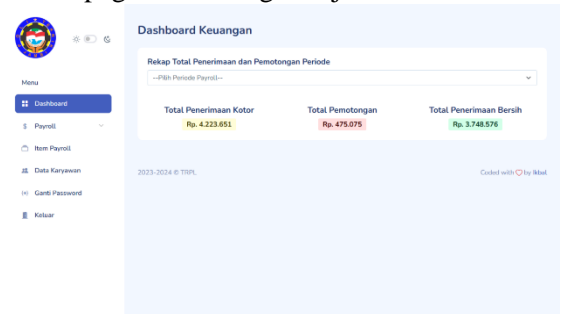 Dashboard Keuangan
Rekap Total Penerimaan dan Pemotongan Periode
--Pilih Periode Payroll--
Menu
Dashboard
Payroll
Item Payroll
Data Karyawan
Ganti Password
Keluar
Total Penerimaan Kotor
Rp. 4.223.651
Total Pemotongan
Rp. 475.075
Total Penerimaan Bersih
Rp. 3.748.576
2023-2024 © TRPL
Coded with by Ikbal